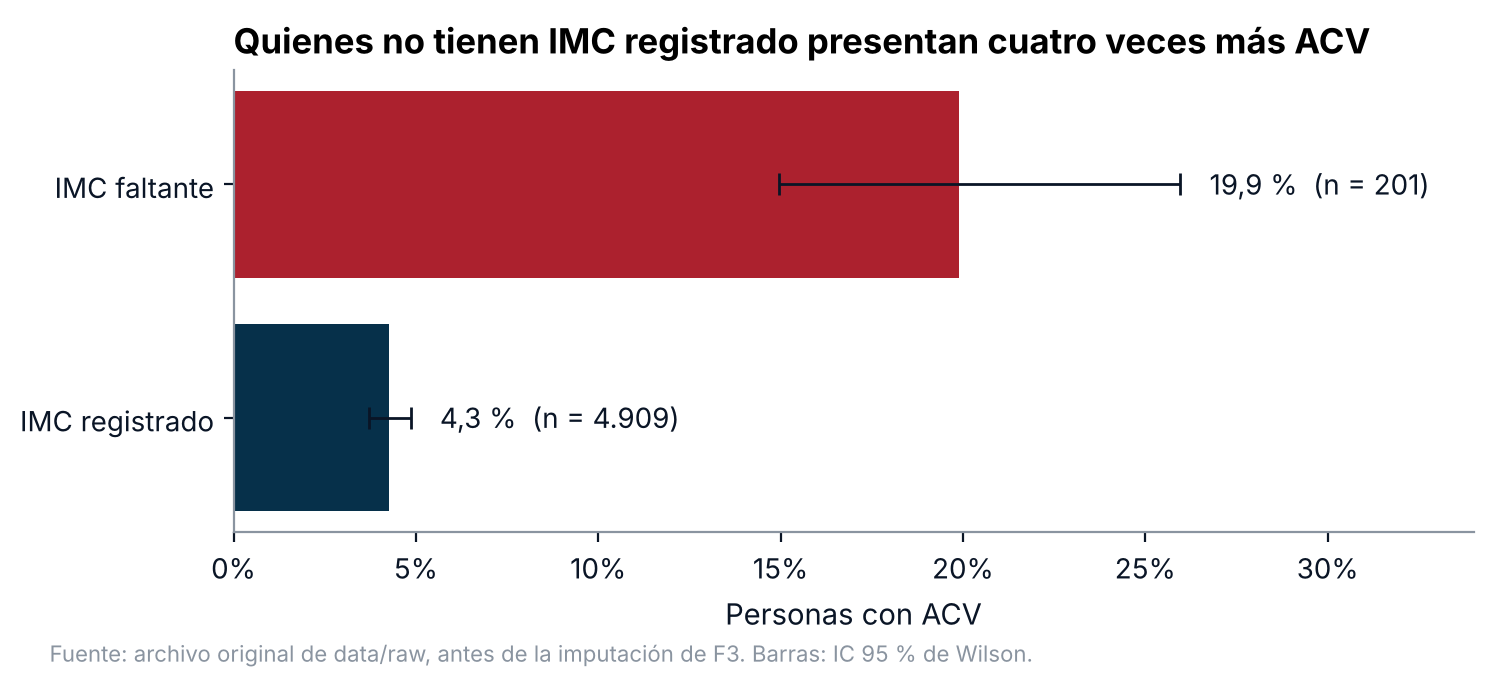 Quienes no tienen IMC registrado presentan cuatro veces más ACV
IMC faltante
19,9 % (n = 201)
IMC registrado
4,3 % (n = 4.909)
0% 5% 10% 15% 20% 25% 30%
Personas con ACV
Fuente: archivo original de data/raw, antes de la imputación de F3. Barras: IC 95 % de Wilson.